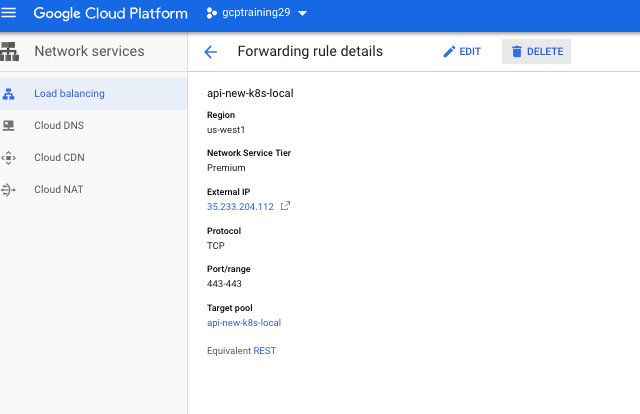 Google Cloud Platform
gcptraining29
Network services
Forwarding rule details
EDIT
DELETE
Load balancing
Cloud DNS
Cloud CDN
Cloud NAT
api-new-k8s-local
Region
us-west1
Network Service Tier
Premium
External IP
35.233.204.112
Protocol
TCP
Port/range
443-443
Target pool
api-new-k8s-local
Equivalent REST